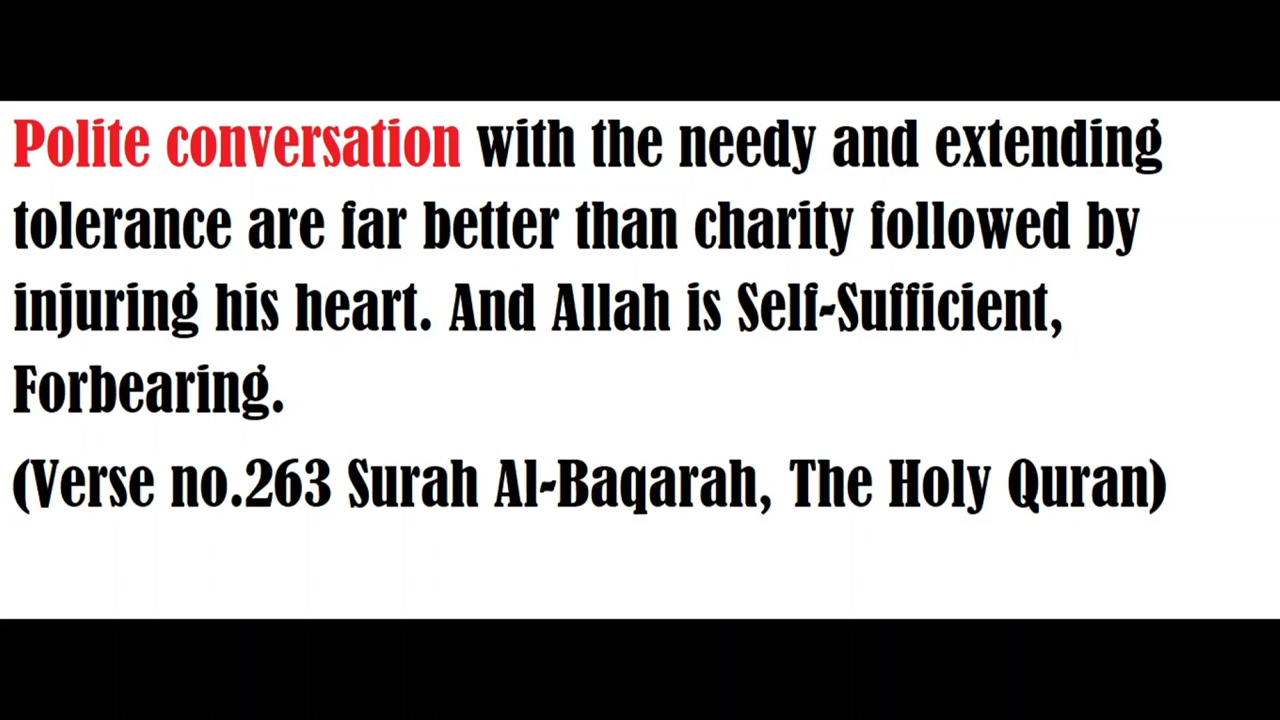 Polite conversation with the needy and extending
tolerance are far better than charity followed by
injuring his heart. And Allah is Self-Sufficient,
Forbearing.
(Verse no.263 Surah Al-Baqarah, The Holy Quran)